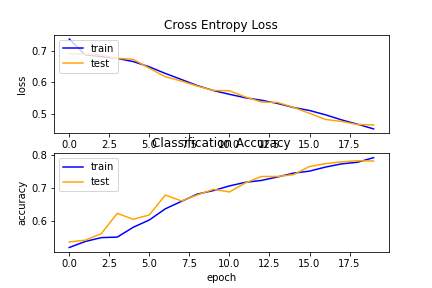 Cross Entropy Loss
0.7
0.6
0.5
loss
train
test
0.0 2.5 5.0 7.5 10.0 12.5 15.0 17.5
Classification Accuracy
0.8
0.7
0.6
accuracy
train
test
0.0 2.5 5.0 7.5 10.0 12.5 15.0 17.5
epoch